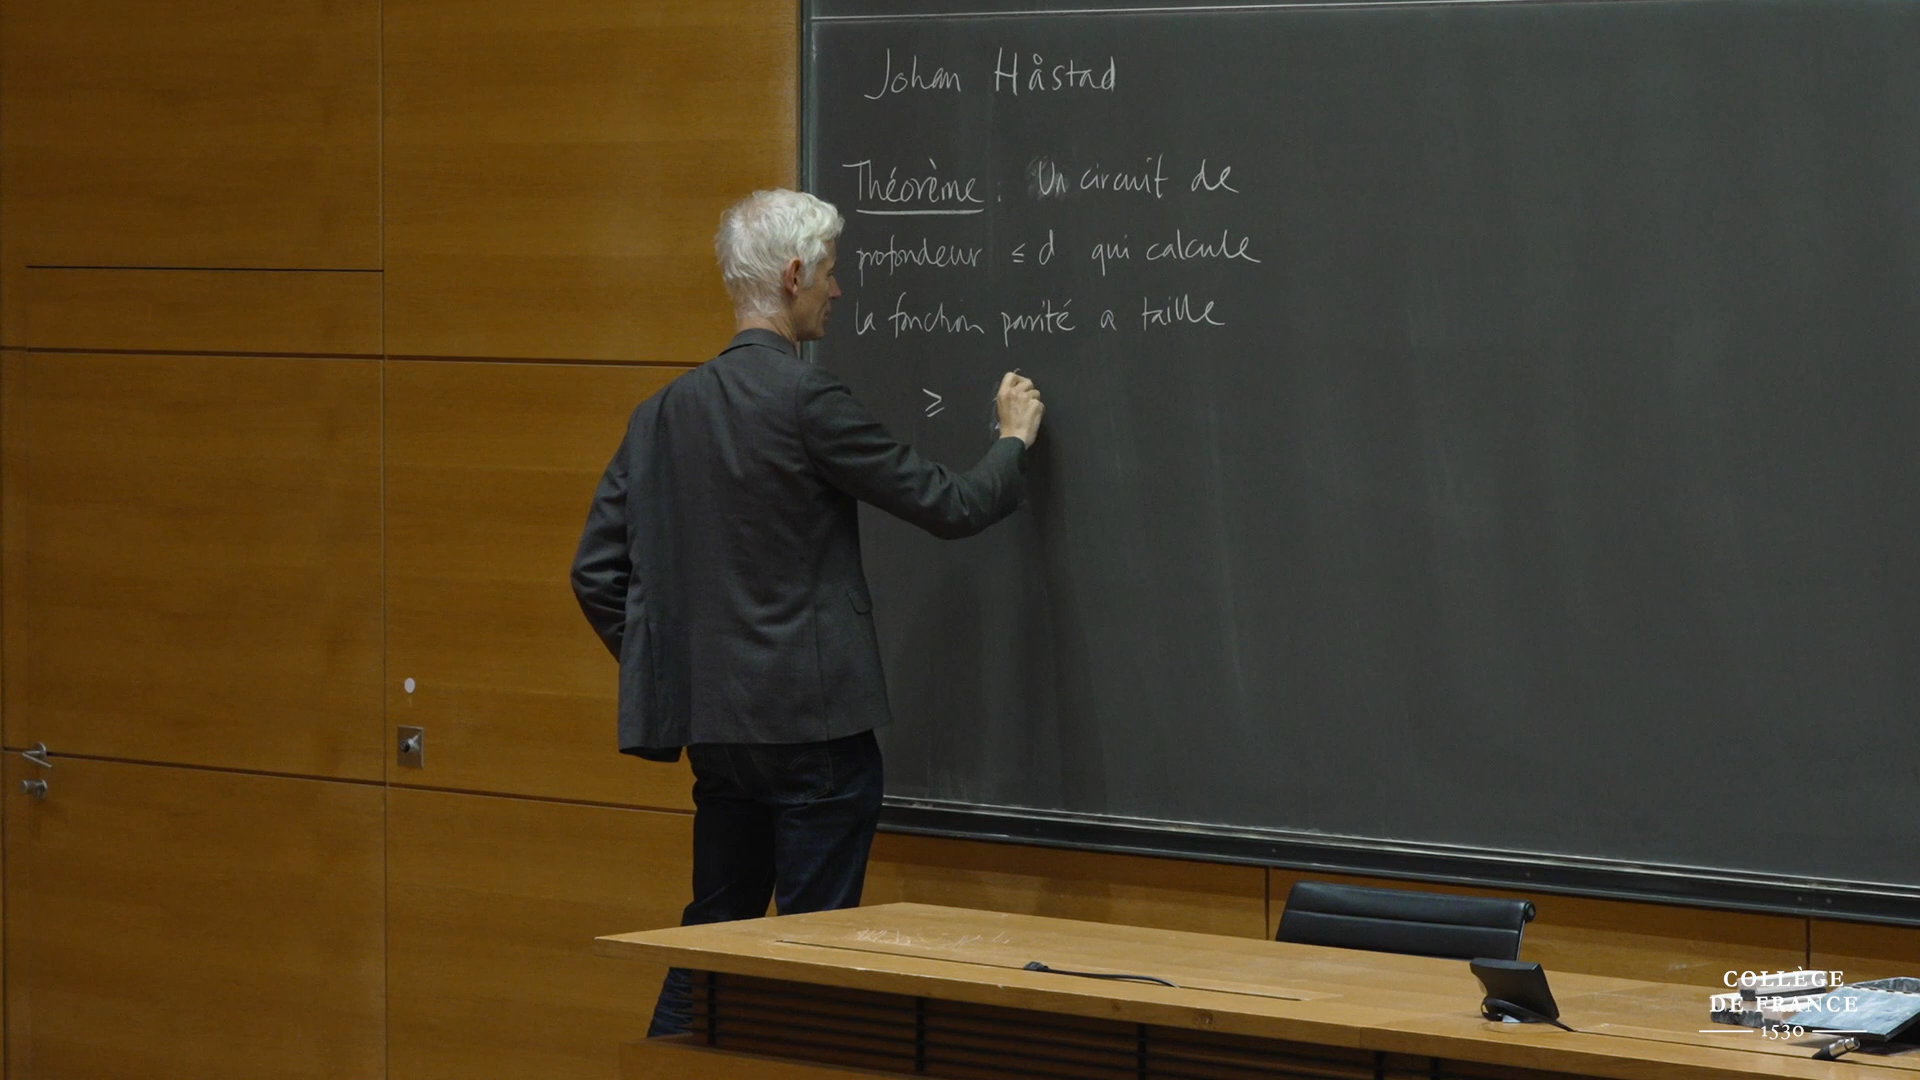 Johan Håstad
Théorème : Un circuit de
profondeur ≤ d qui calcule
la fonction parité a taille
≥
COLLÈGE
DE FRANCE
1530